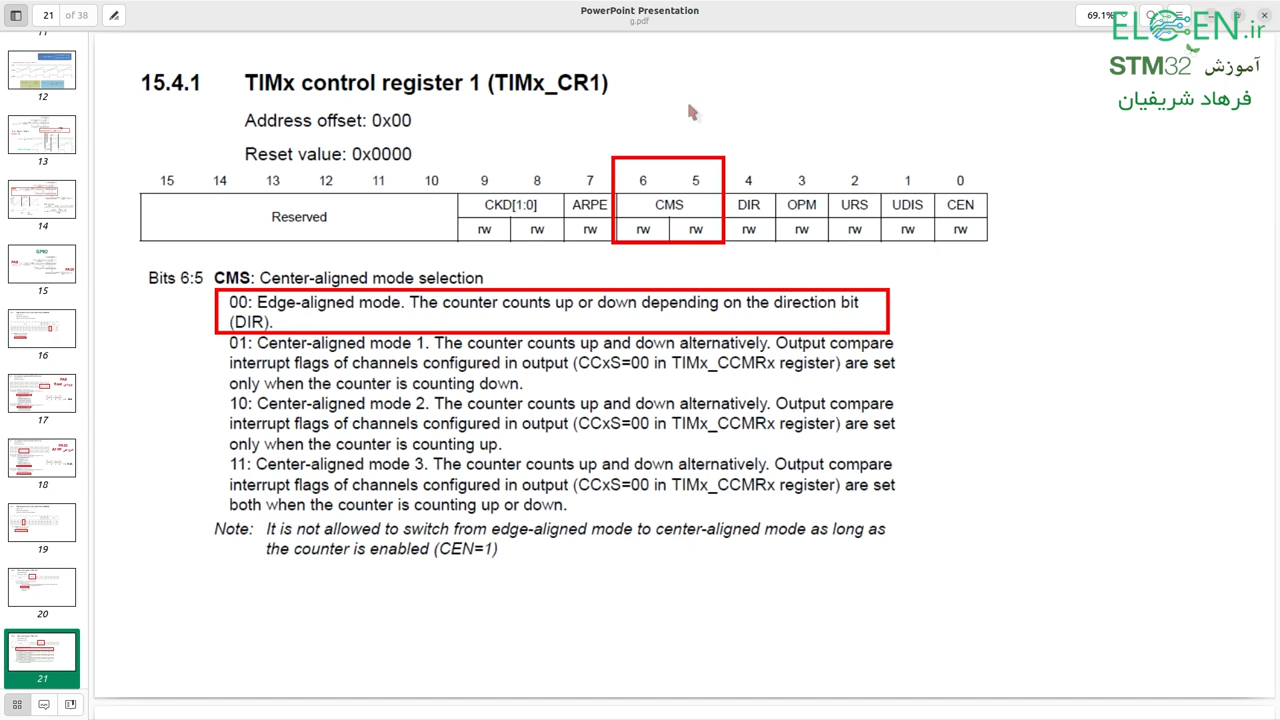 21 of 38
PowerPoint Presentation
g.pdf
69.1%
ELOEN.ir
آموزش STM32
فرهاد شریفیان
12
13
14
15
16
17
18
19
20
21
15.4.1 TIMx control register 1 (TIMx_CR1)
Address offset: 0x00
Reset value: 0x0000
15 14 13 12 11 10 9 8 7 6 5 4 3 2 1 0
Reserved CKD[1:0] ARPE CMS DIR OPM URS UDIS CEN
rw rw rw rw rw rw rw rw rw rw
Bits 6:5 CMS: Center-aligned mode selection
00: Edge-aligned mode. The counter counts up or down depending on the direction bit
(DIR).
01: Center-aligned mode 1. The counter counts up and down alternatively. Output compare
interrupt flags of channels configured in output (CCxS=00 in TIMx_CCMRx register) are set
only when the counter is counting down.
10: Center-aligned mode 2. The counter counts up and down alternatively. Output compare
interrupt flags of channels configured in output (CCxS=00 in TIMx_CCMRx register) are set
only when the counter is counting up.
11: Center-aligned mode 3. The counter counts up and down alternatively. Output compare
interrupt flags of channels configured in output (CCxS=00 in TIMx_CCMRx register) are set
both when the counter is counting up or down.
Note: It is not allowed to switch from edge-aligned mode to center-aligned mode as long as
the counter is enabled (CEN=1)